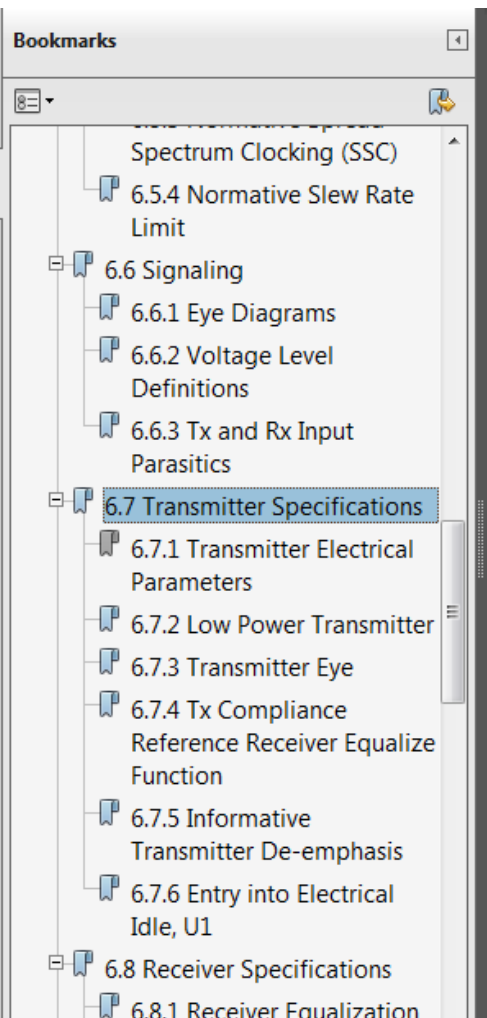 Bookmarks
Spectrum Clocking (SSC)
6.5.4 Normative Slew Rate
Limit
6.6 Signaling
6.6.1 Eye Diagrams
6.6.2 Voltage Level
Definitions
6.6.3 Tx and Rx Input
Parasitics
6.7 Transmitter Specifications
6.7.1 Transmitter Electrical
Parameters
6.7.2 Low Power Transmitter
6.7.3 Transmitter Eye
6.7.4 Tx Compliance
Reference Receiver Equalize
Function
6.7.5 Informative
Transmitter De-emphasis
6.7.6 Entry into Electrical
Idle, U1
6.8 Receiver Specifications
6.8.1 Receiver Equalization